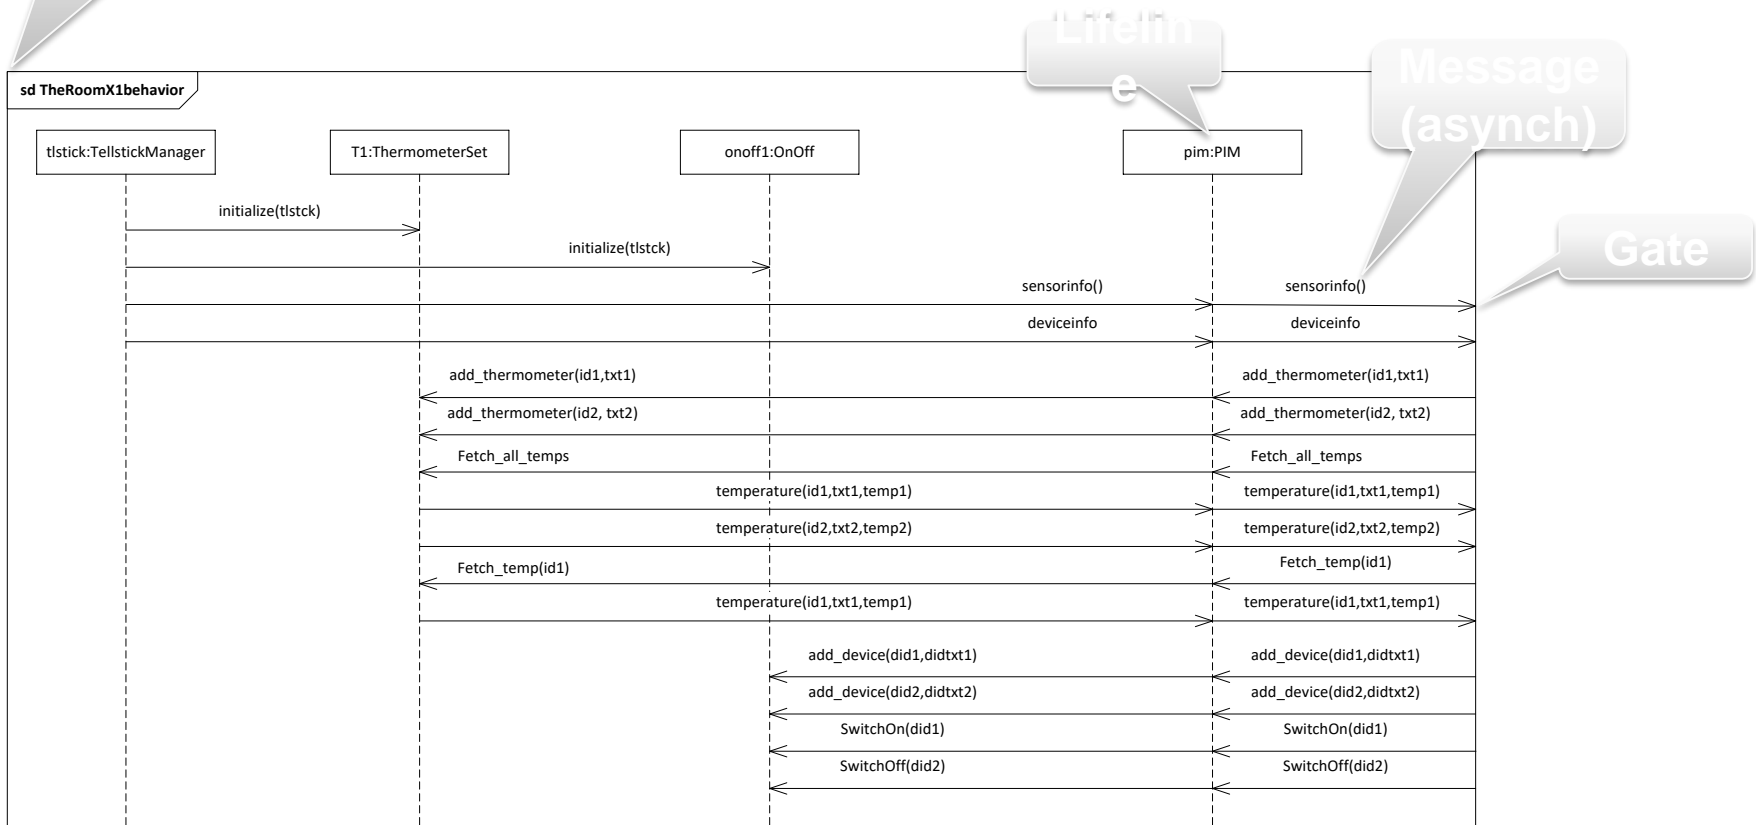 Lifelin
e
Message
(asynch)
sd TheRoomX1behavior
tlstick:TellstickManager
T1:ThermometerSet
onoff1:OnOff
pim:PIM
initialize(tlstck)
initialize(tlstck)
Gate
sensorinfo()
sensorinfo()
deviceinfo
deviceinfo
add_thermometer(id1,txt1)
add_thermometer(id1,txt1)
add_thermometer(id2, txt2)
add_thermometer(id2, txt2)
Fetch_all_temps
Fetch_all_temps
temperature(id1,txt1,temp1)
temperature(id1,txt1,temp1)
temperature(id2,txt2,temp2)
temperature(id2,txt2,temp2)
Fetch_temp(id1)
Fetch_temp(id1)
temperature(id1,txt1,temp1)
temperature(id1,txt1,temp1)
add_device(did1,didtxt1)
add_device(did1,didtxt1)
add_device(did2,didtxt2)
add_device(did2,didtxt2)
SwitchOn(did1)
SwitchOn(did1)
SwitchOff(did2)
SwitchOff(did2)